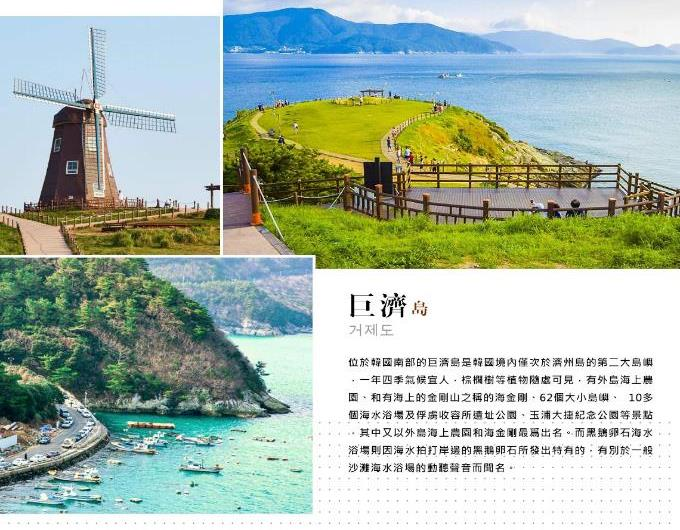 巨濟島
거제도
位於韓國南部的巨濟島是韓國境內僅次於濟州島的第二大島嶼
，一年四季氣候宜人，棕櫚樹等植物隨處可見，有外島海上農
園、和有海上的金剛山之稱的海金剛、62個大小島嶼、 10多
個海水浴場及俘虜收容所遺址公園、玉浦大捷紀念公園等景點
，其中又以外島海上農園和海金剛最為出名。而黑鵝卵石海水
浴場則因海水拍打岸邊的黑鵝卵石所發出特有的，有別於一般
沙灘海水浴場的動聽聲音而聞名。